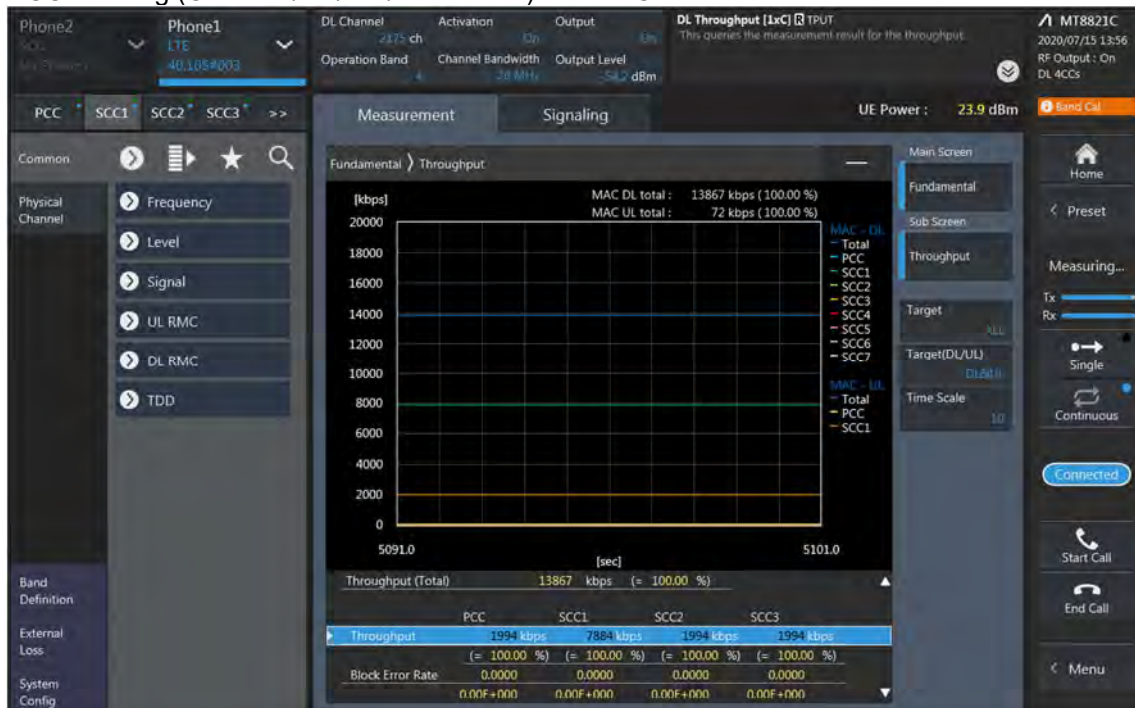 Phone2
Phone1
LTE
40.105#003
DL Channel
2175 ch
Activation
On
Output
On
Operation Band
4
Channel Bandwidth
20 MHz
Output Level
-54.2 dBm
DL Throughput [1xC] R TPUT
This queries the measurement result for the throughput.
MT8821C
2020/07/15 13:56
RF Output : On
DL 4CCs
PCC SCC1 SCC2 SCC3 >>
Measurement
Signaling
UE Power : 23.9 dBm
Band Cal
Common
Physical
Channel
Frequency
Level
Signal
UL RMC
DL RMC
TDD
Band
Definition
External
Loss
System
Config
Fundamental > Throughput
[kbps]
MAC DL total : 13867 kbps ( 100.00 %)
MAC UL total : 72 kbps ( 100.00 %)
20000
18000
16000
14000
12000
10000
8000
6000
4000
2000
0
5091.0
[sec]
5101.0
MAC - DL
Total
PCC
SCC1
SCC2
SCC3
SCC4
SCC5
SCC6
SCC7
MAC - UL
Total
PCC
SCC1
Throughput (Total) 13867 kbps (= 100.00 %)
PCC SCC1 SCC2 SCC3
Throughput 1994 kbps 7884 kbps 1994 kbps 1994 kbps
(= 100.00 %) (= 100.00 %) (= 100.00 %) (= 100.00 %)
Block Error Rate 0.0000 0.0000 0.0000 0.0000
0.00E+000 0.00E+000 0.00E+000 0.00E+000
Main Screen
Fundamental
Sub Screen
Throughput
Target
ALL
Target(DL/UL)
DL&UL
Time Scale
10
Home
< Preset
Measuring...
Tx
Rx
Single
Continuous
Connected
Start Call
End Call
< Menu